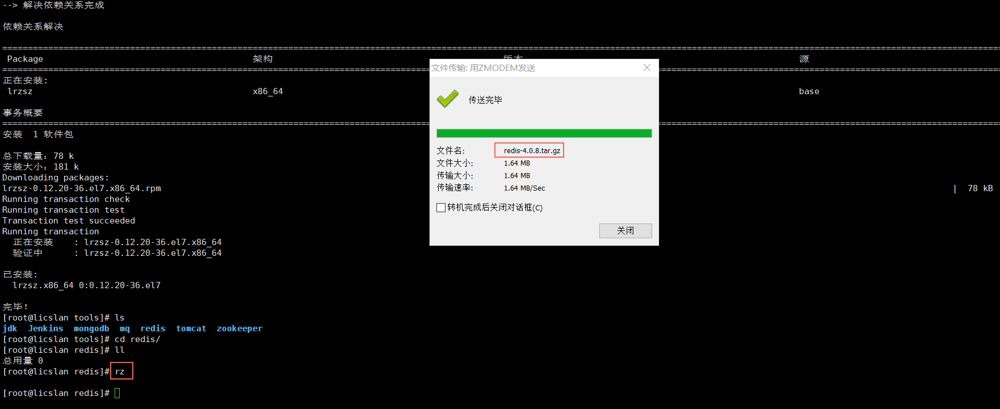 --> 解决依赖关系完成
依赖关系解决
================================================================================
Package 架构 版本 源
================================================================================
正在安装:
lrzsz x86_64 base
事务概要
================================================================================
安装  1 软件包
总下载量：78 k
安装大小：181 k
Downloading packages:
lrzsz-0.12.20-36.el7.x86_64.rpm | 78 kB
Running transaction check
Running transaction test
Transaction test succeeded
Running transaction
正在安装    : lrzsz-0.12.20-36.el7.x86_64
验证中      : lrzsz-0.12.20-36.el7.x86_64
已安装:
lrzsz.x86_64 0:0.12.20-36.el7
完毕！
[root@licslan tools]# ls
jdk  Jenkins  mongodb  mq  redis  tomcat  zookeeper
[root@licslan tools]# cd redis/
[root@licslan redis]# ll
总用量 0
[root@licslan redis]# rz
[root@licslan redis]#
文件传输: 用ZMODEM发送
传送完毕
文件名: redis-4.0.8.tar.gz
文件大小: 1.64 MB
传输大小: 1.64 MB
传输速率: 1.64 MB/Sec
转机完成后关闭对话框(C)
关闭